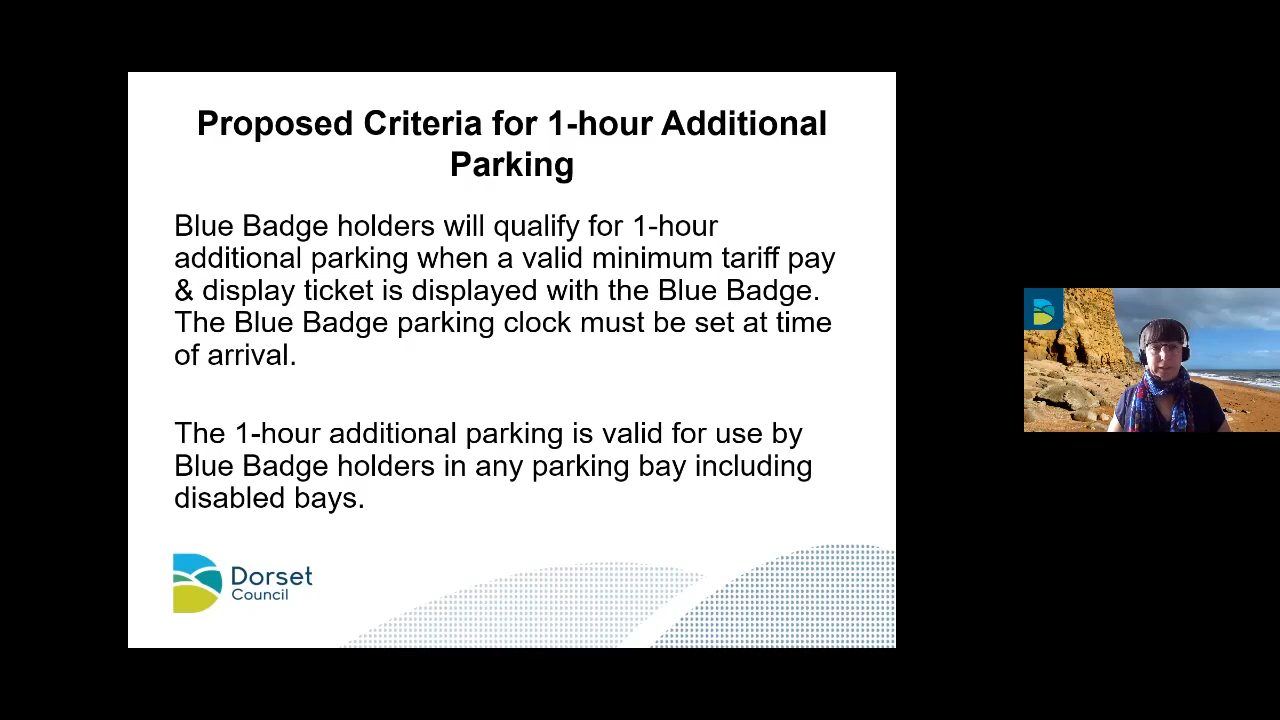 Proposed Criteria for 1-hour Additional
Parking
Blue Badge holders will qualify for 1-hour
additional parking when a valid minimum tariff pay
& display ticket is displayed with the Blue Badge.
The Blue Badge parking clock must be set at time
of arrival.
The 1-hour additional parking is valid for use by
Blue Badge holders in any parking bay including
disabled bays.
Dorset
Council